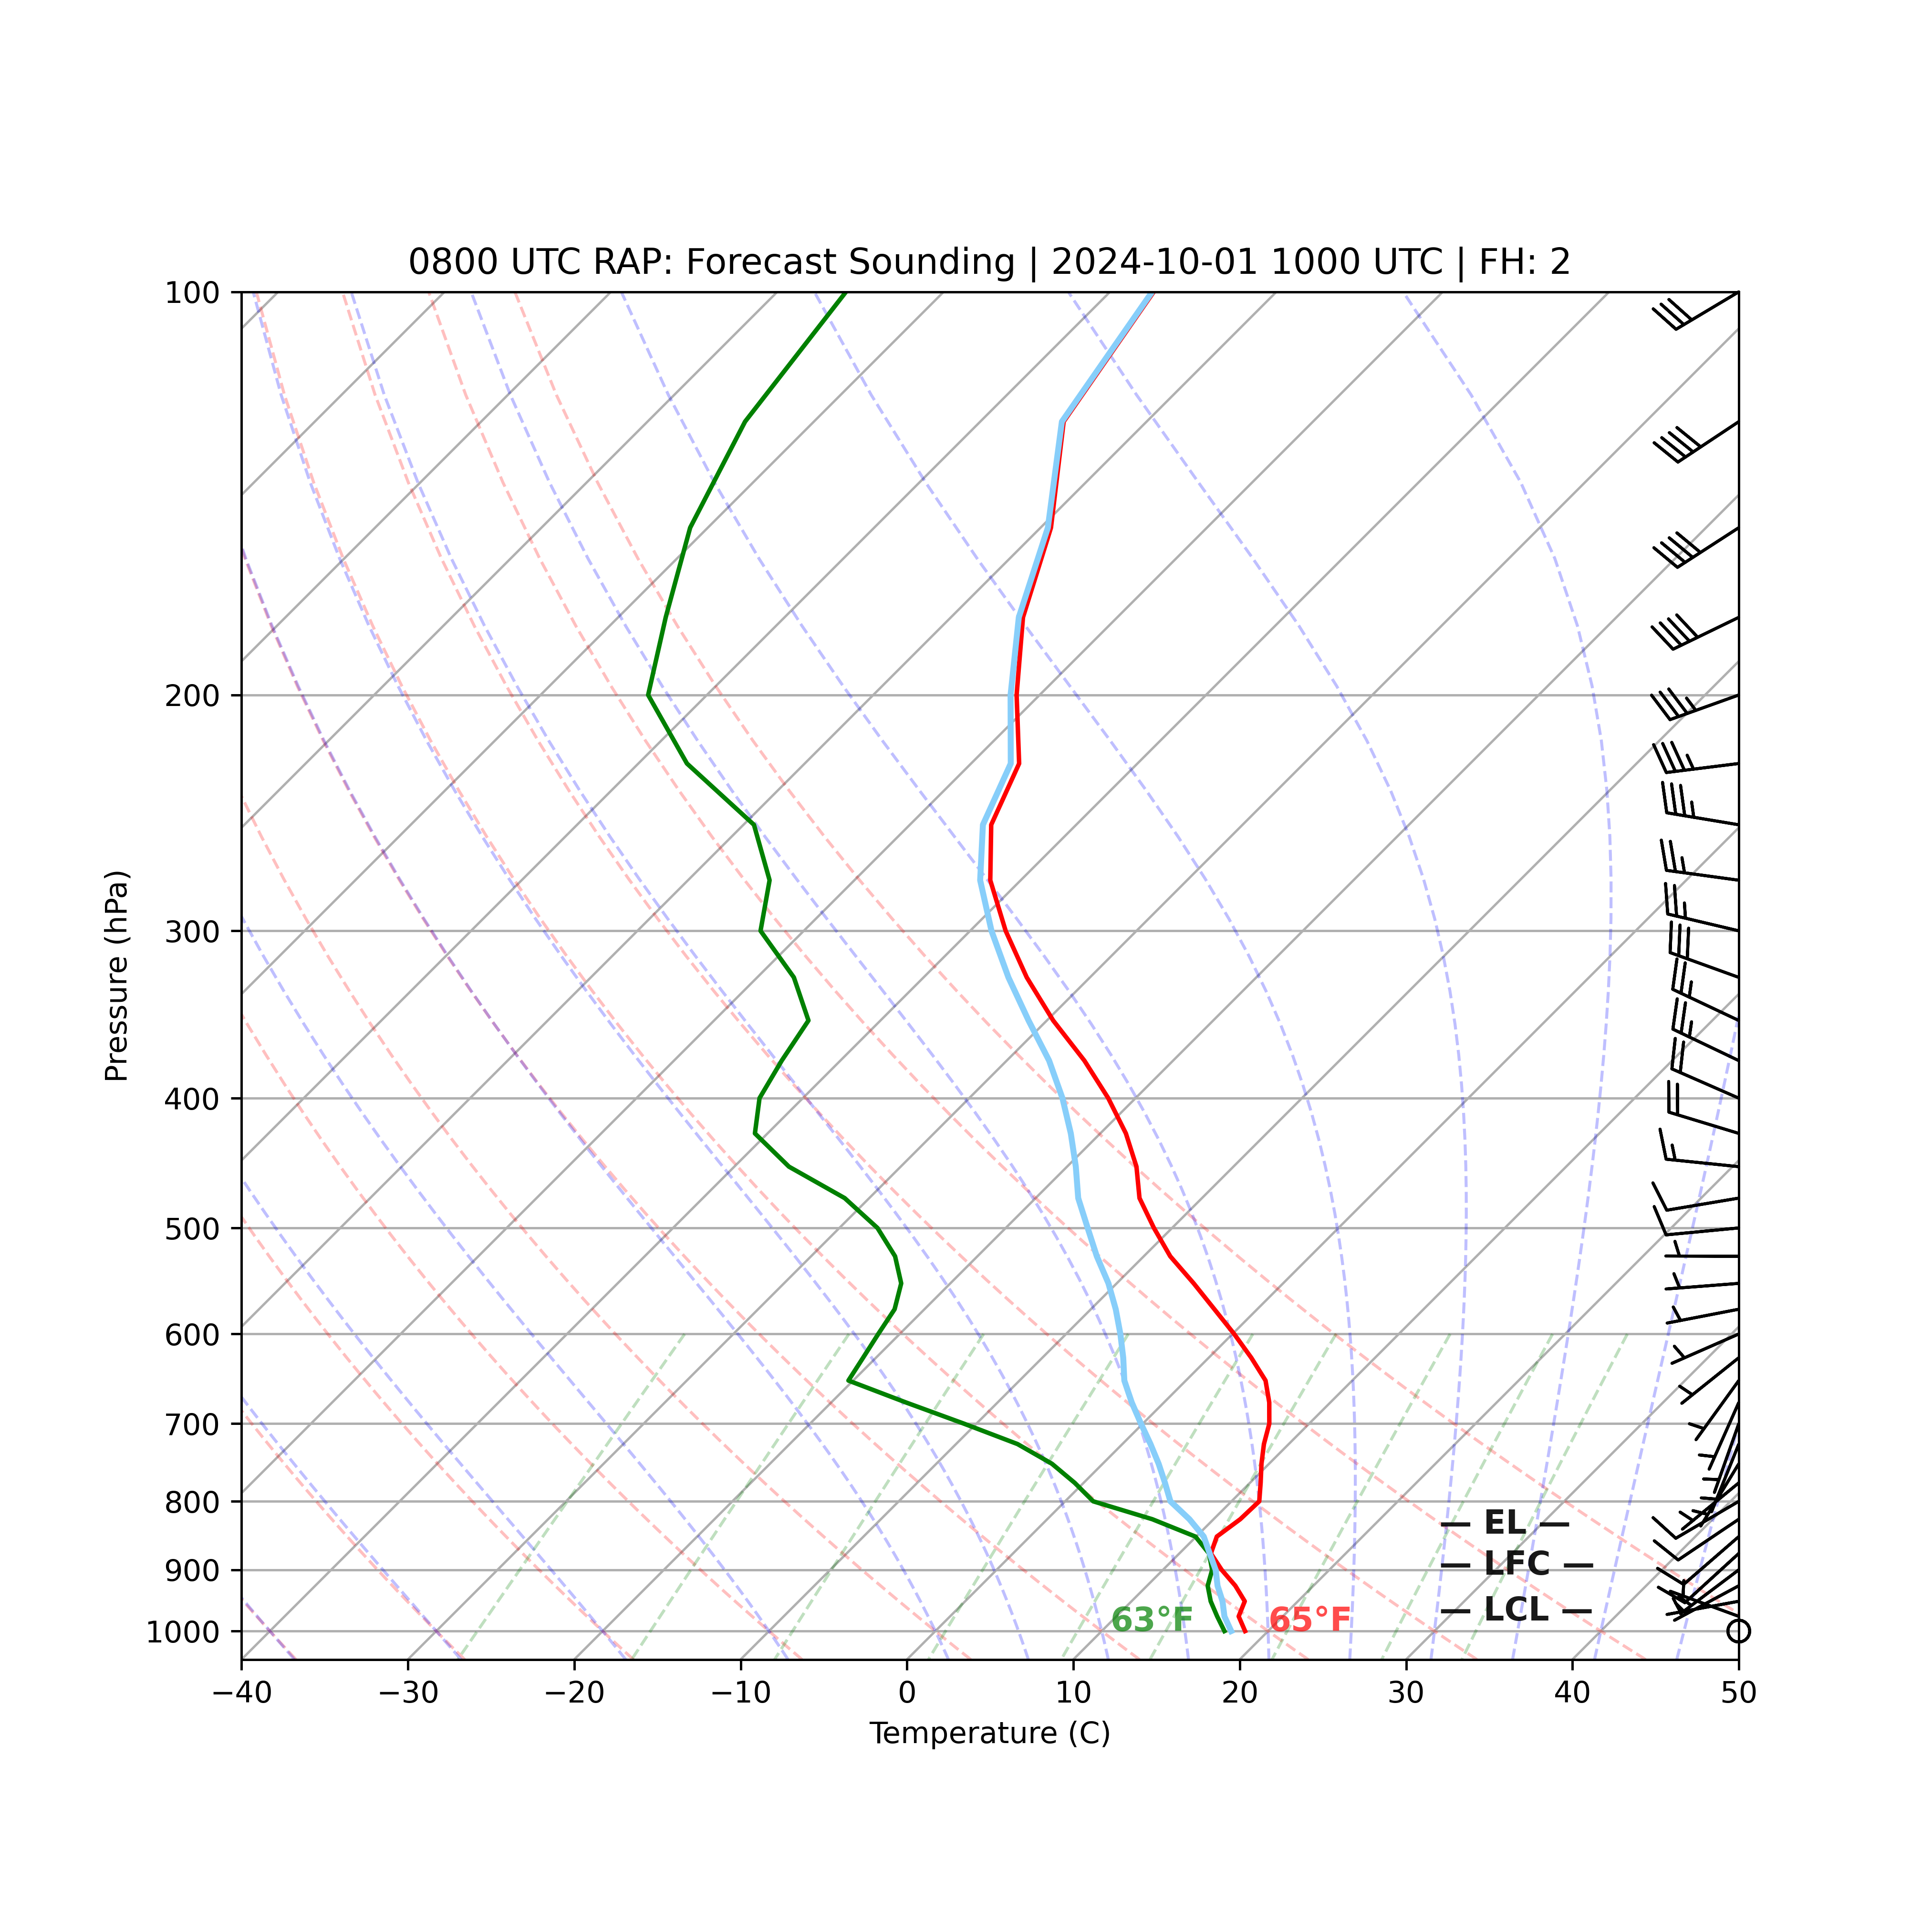 0800 UTC RAP: Forecast Sounding | 2024-10-01 1000 UTC | FH: 2
100
200
300
400
500
600
700
800
900
1000
Pressure (hPa)
— EL —
— LFC —
— LCL —
63°F 65°F
−40 −30 −20 −10 0 10 20 30 40 50
Temperature (C)